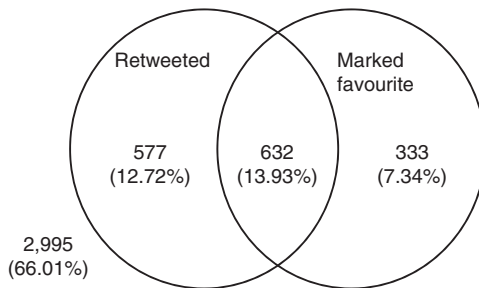 Retweeted
Marked
favourite
577
(12.72%)
632
(13.93%)
333
(7.34%)
2,995
(66.01%)